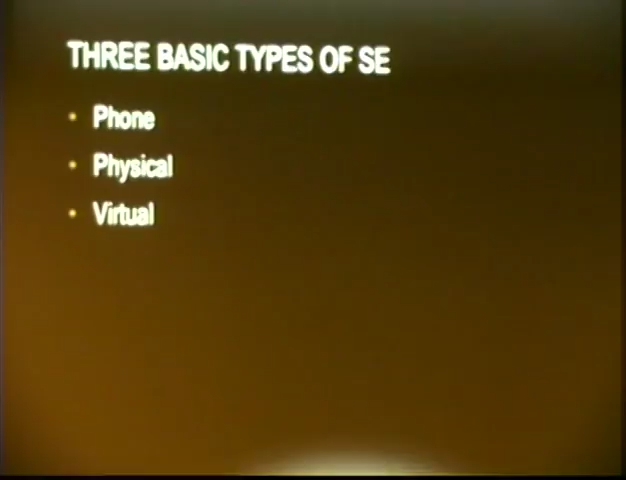 THREE BASIC TYPES OF SE
• Phone
• Physical
• Virtual